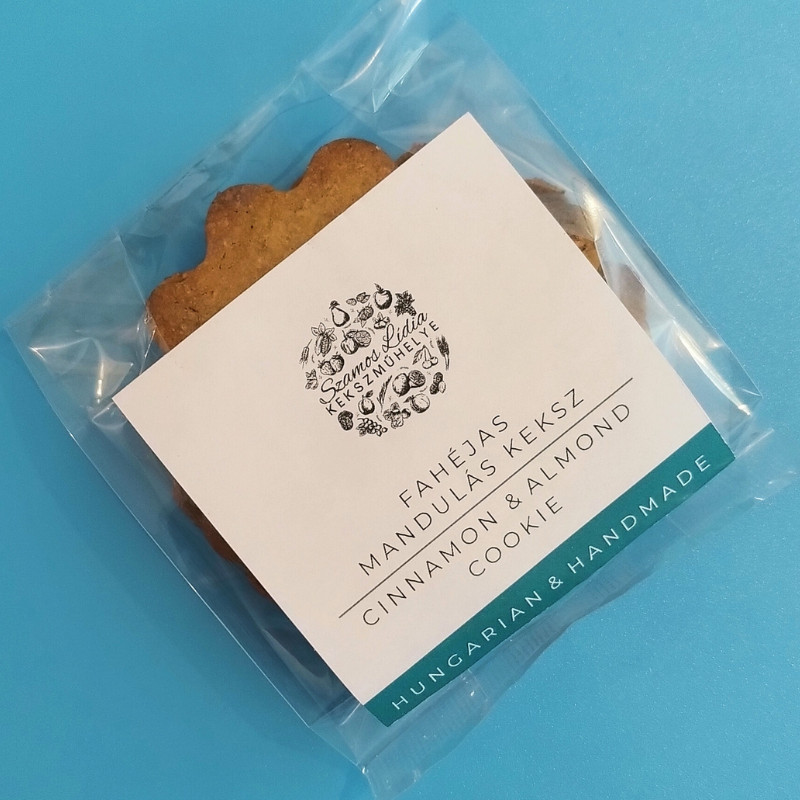 Szamos Lídia
KEKSZMŰHELYE
FAHÉJAS
MANDULÁS KEKSZ
CINNAMON & ALMOND
COOKIE
HUNGARIAN & HANDMADE